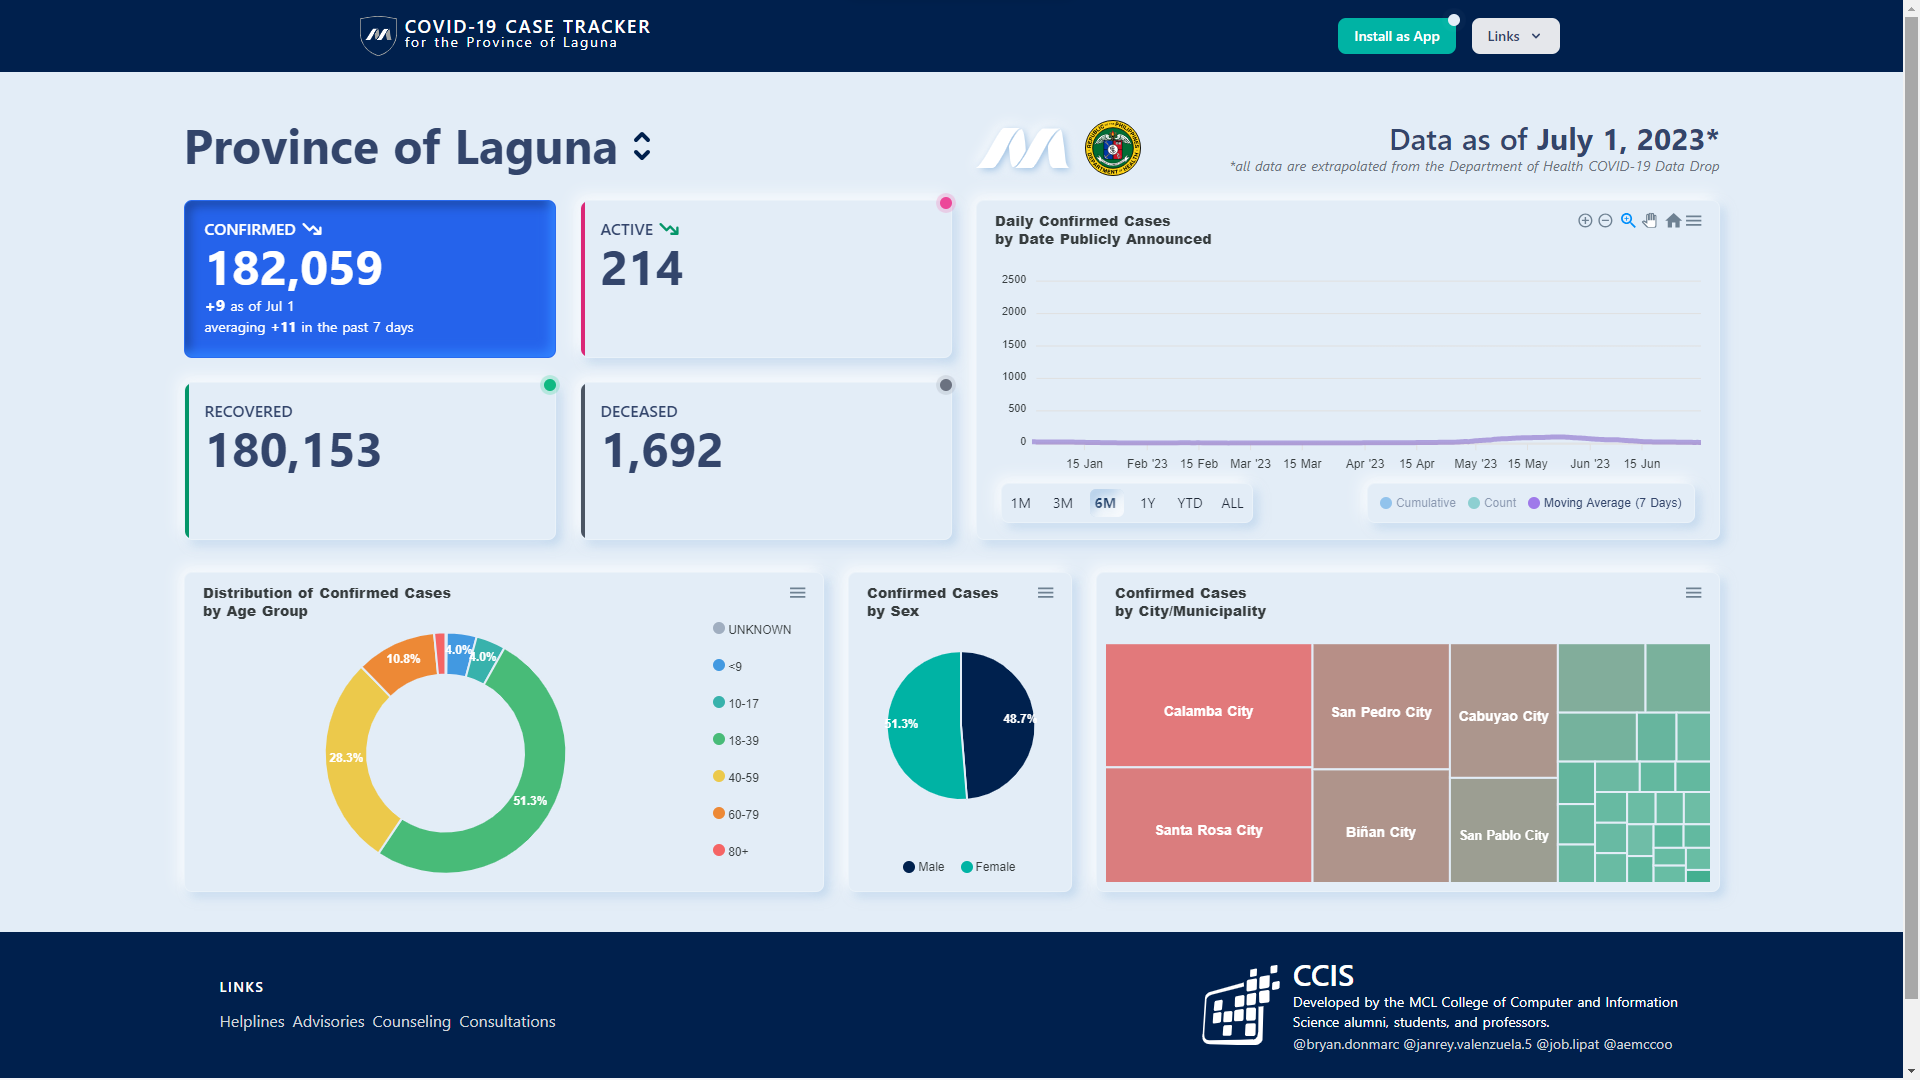 COVID-19 CASE TRACKER
for the Province of Laguna
Install as App
Links
Province of Laguna
Data as of July 1, 2023*
*all data are extrapolated from the Department of Health COVID-19 Data Drop
CONFIRMED
182,059
+9 as of Jul 1
averaging +11 in the past 7 days
ACTIVE
214
RECOVERED
180,153
DECEASED
1,692
Daily Confirmed Cases
by Date Publicly Announced
2500
2000
1500
1000
500
0
15 Jan Feb '23 15 Feb Mar '23 15 Mar Apr '23 15 Apr May '23 15 May Jun '23 15 Jun
1M 3M 6M 1Y YTD ALL
Cumulative Count Moving Average (7 Days)
Distribution of Confirmed Cases
by Age Group
4.0%
4.0%
10.8%
28.3%
51.3%
UNKNOWN
<9
10-17
18-39
40-59
60-79
80+
Confirmed Cases
by Sex
51.3%
48.7%
Male Female
Confirmed Cases
by City/Municipality
Calamba City
San Pedro City
Cabuyao City
Santa Rosa City
Biñan City
San Pablo City
LINKS
Helplines Advisories Counseling Consultations
CCIS
Developed by the MCL College of Computer and Information
Science alumni, students, and professors.
@bryan.donmarc @janrey.valenzuela.5 @job.lipat @aemccoo